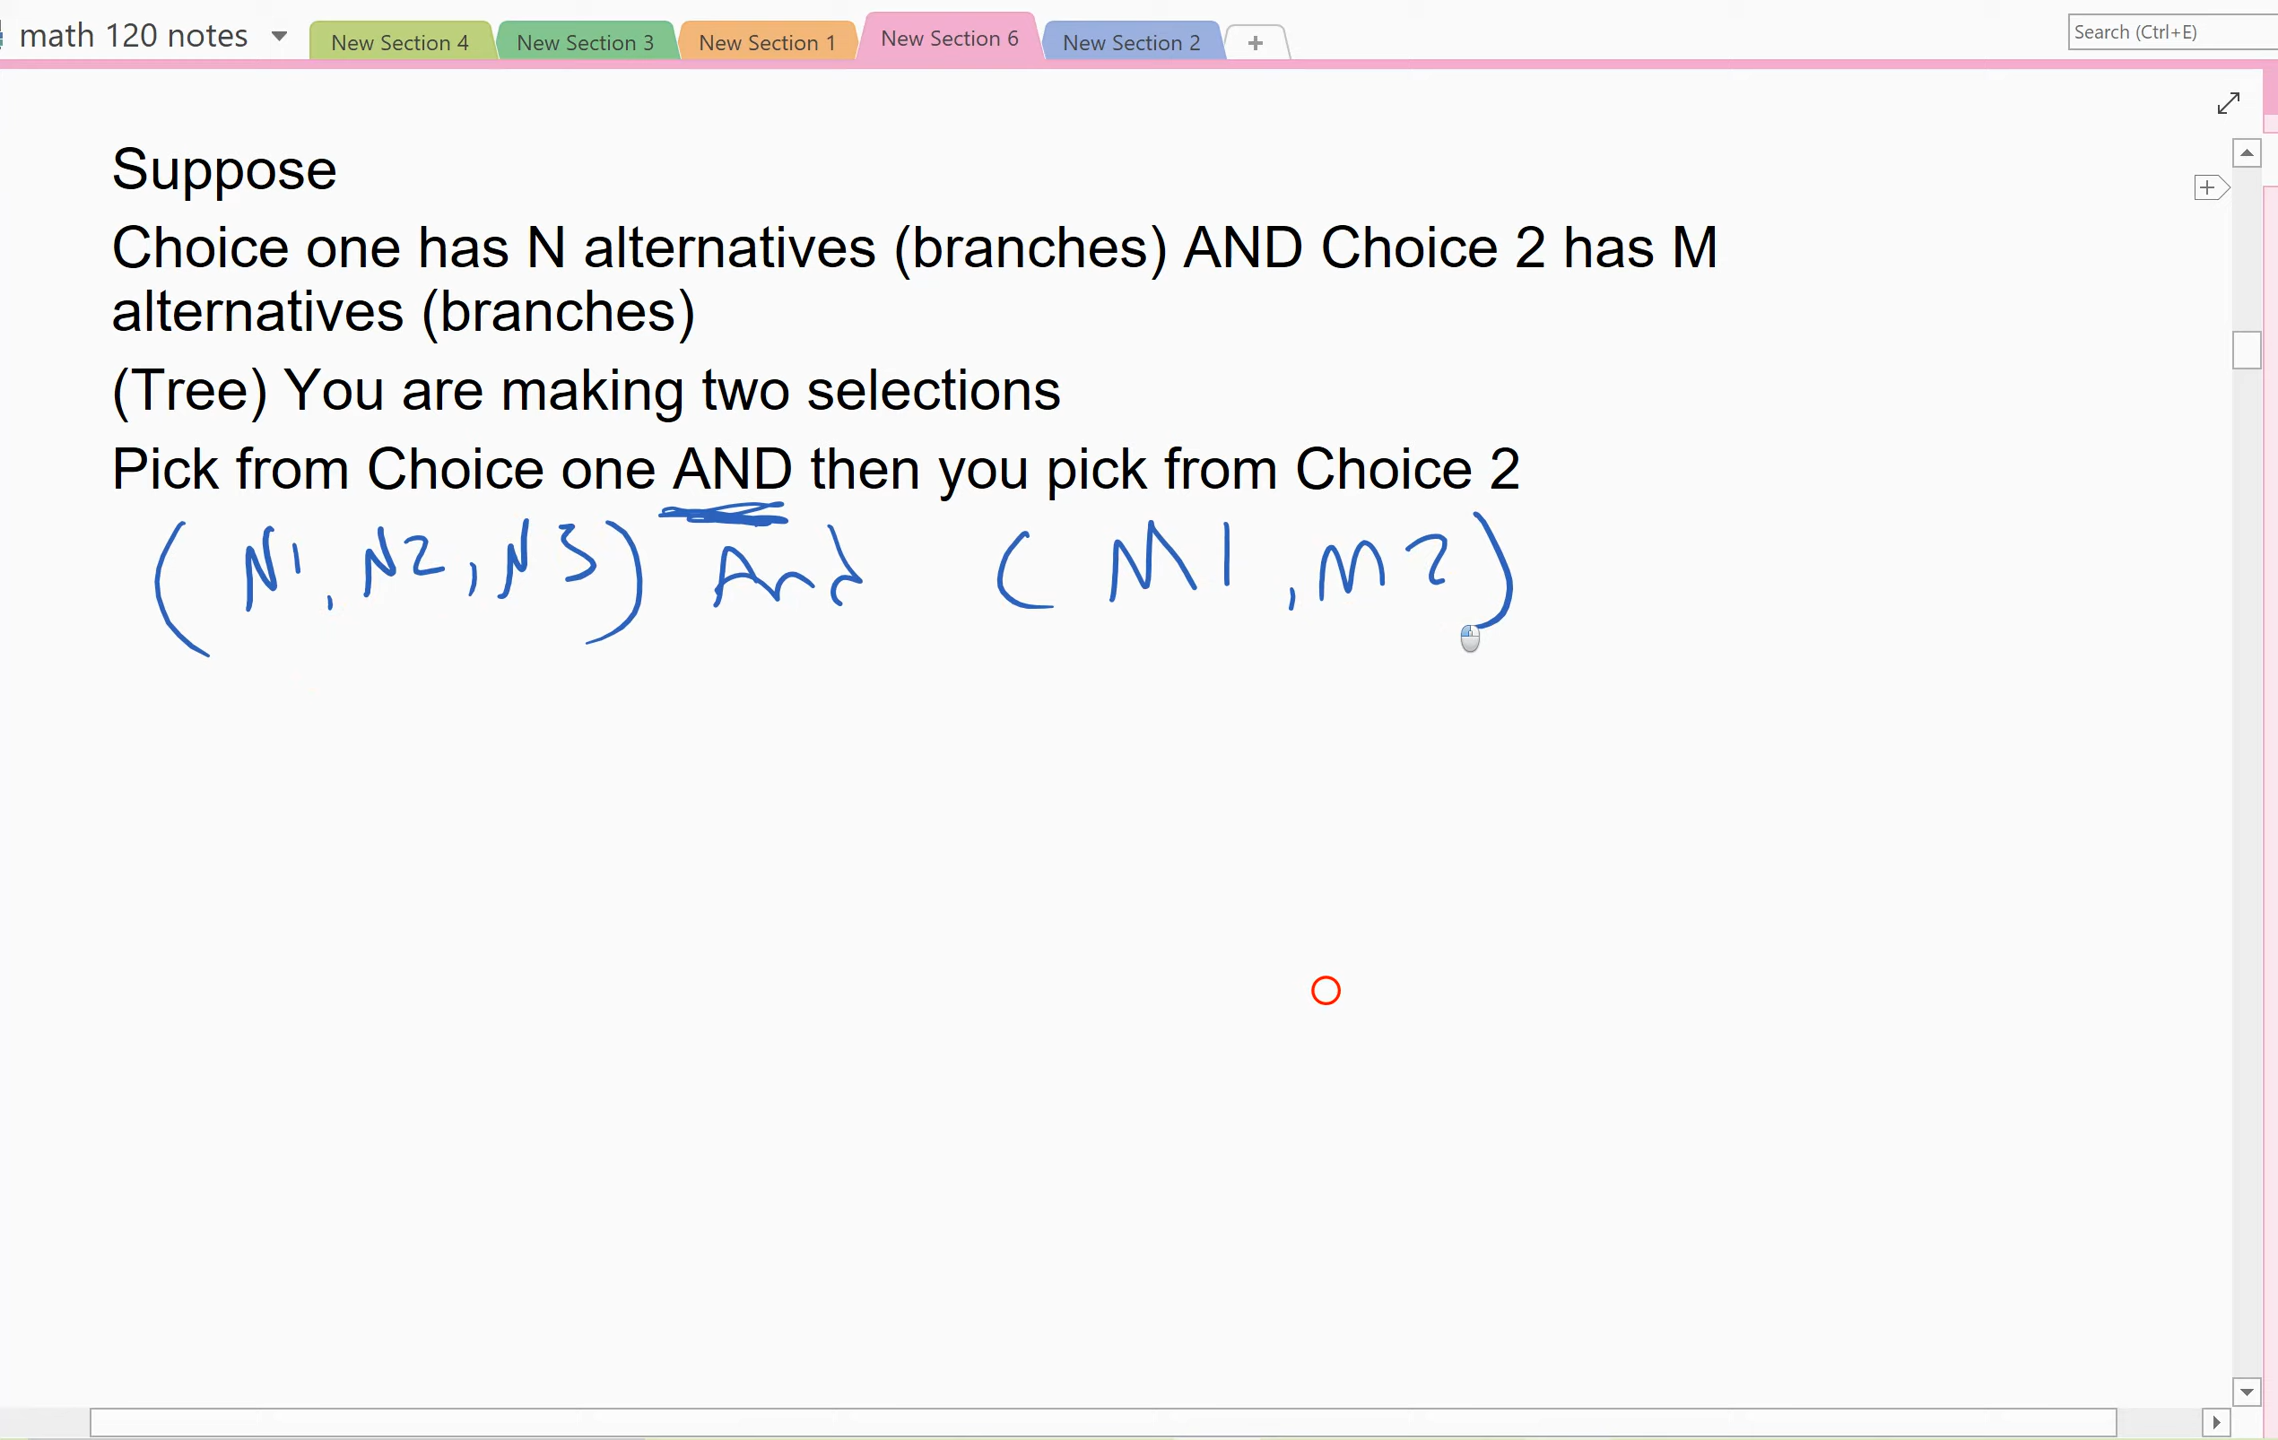 math 120 notes New Section 4 New Section 3 New Section 1 New Section 6 New Section 2 + Search (Ctrl+E)
Suppose
Choice one has N alternatives (branches) AND Choice 2 has M
alternatives (branches)
(Tree) You are making two selections
Pick from Choice one AND then you pick from Choice 2
(N1, N2, N3) And (M1, M2)